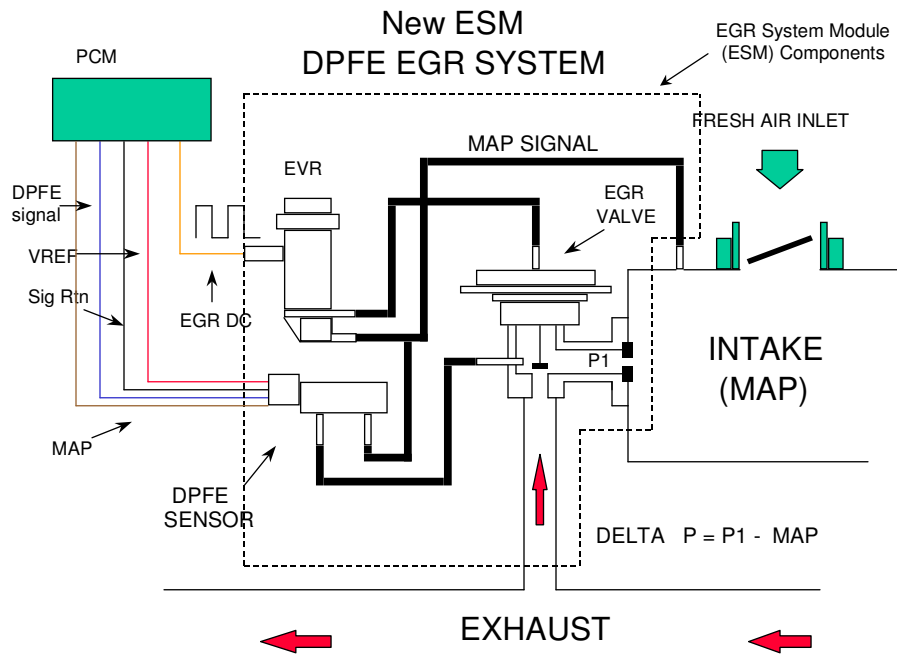 New ESM
DPFE EGR SYSTEM
EGR System Module
(ESM) Components
PCM
FRESH AIR INLET
MAP SIGNAL
EVR
EGR
VALVE
DPFE
signal
VREF
Sig Rtn
EGR DC
P1
INTAKE
(MAP)
MAP
DPFE
SENSOR
DELTA P = P1 - MAP
EXHAUST